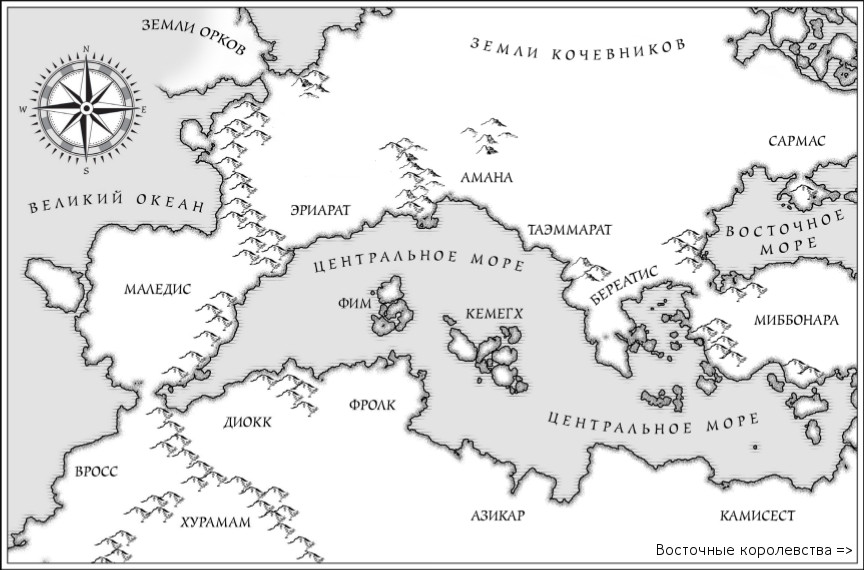 ЗЕМЛИ ОРКОВ
ЗЕМЛИ КОЧЕВНИКОВ
N
W
E
S
САРМАС
АМАНА
ВЕЛИКИЙ ОКЕАН
ЭРИАРАТ
ТАЭММАРАТ
ВОСТОЧНОЕ
МОРЕ
ЦЕНТРАЛЬНОЕ МОРЕ
МАЛЕДИС
БЕРЕАТИС
ФИМ
КЕМЕГХ
МИББОНАРА
ДИОКК
ФРОЛК
ЦЕНТРАЛЬНОЕ МОРЕ
ВРОСС
ХУРАМАМ
АЗИКАР
КАМИСЕСТ
Восточные королевства =>